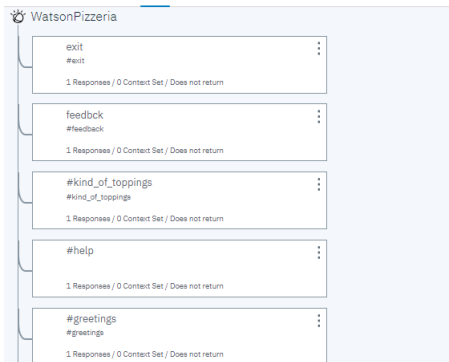 WatsonPizzeria
exit
#exit
1 Responses / 0 Context Set / Does not return
feedbck
#feedback
1 Responses / 0 Context Set / Does not return
#kind_of_toppings
#kind_of_toppings
1 Responses / 0 Context Set / Does not return
#help
1 Responses / 0 Context Set / Does not return
#greetings
#greetings
1 Responses / 0 Context Set / Does not return